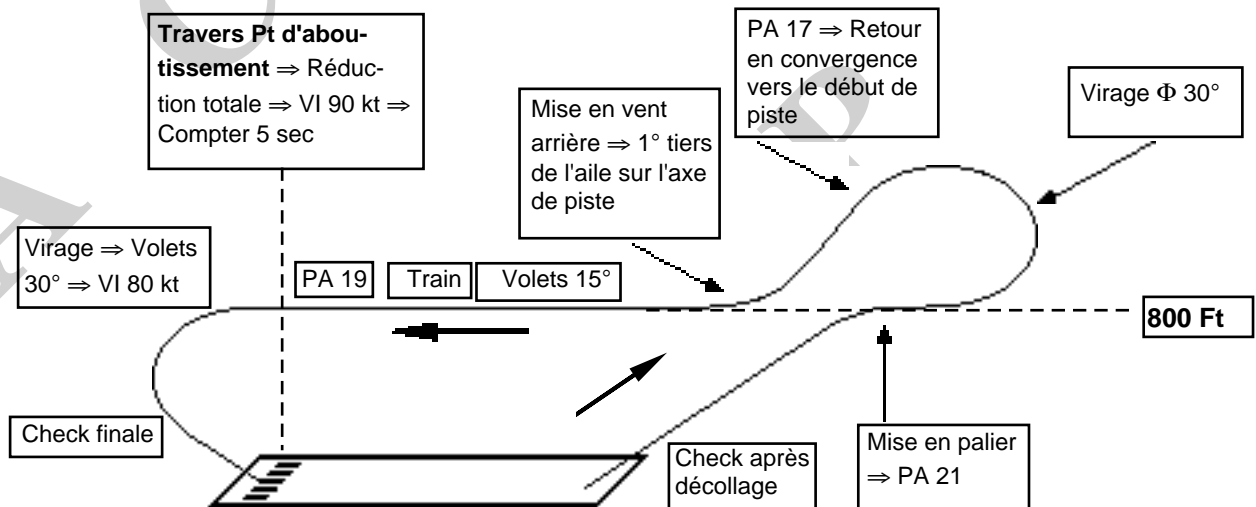 Travers Pt d'abou-
tissement ⇒ Réduc-
tion totale ⇒ VI 90 kt ⇒
Compter 5 sec
Mise en vent
arrière ⇒ 1° tiers
de l'aile sur l'axe
de piste
PA 17 ⇒ Retour
en convergence
vers le début de
piste
Virage Φ 30°
Virage ⇒ Volets
30° ⇒ VI 80 kt
PA 19
Train
Volets 15°
800 Ft
Check finale
Check après
décollage
Mise en palier
⇒ PA 21